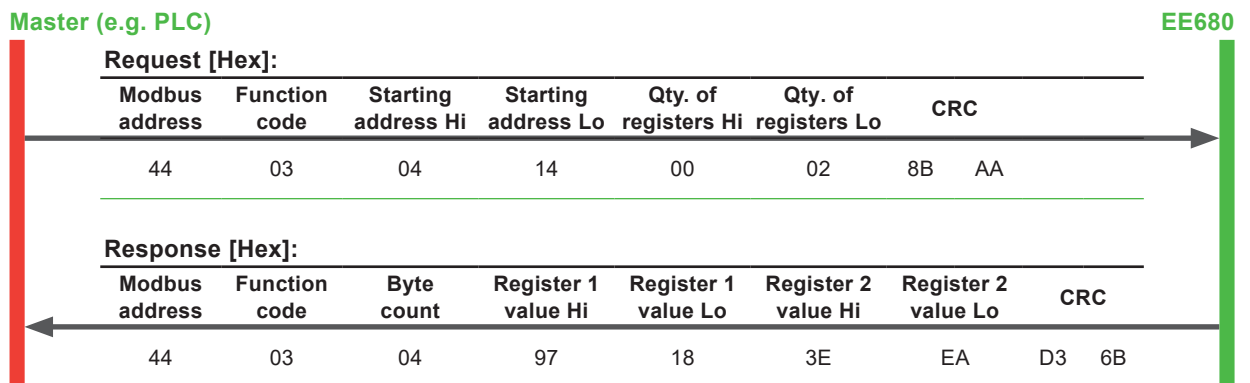 Master (e.g. PLC) EE680
Request [Hex]:
Modbus address Function code Starting address Hi Starting address Lo Qty. of registers Hi Qty. of registers Lo CRC
44 03 04 14 00 02 8B AA
Response [Hex]:
Modbus address Function code Byte count Register 1 value Hi Register 1 value Lo Register 2 value Hi Register 2 value Lo CRC
44 03 04 97 18 3E EA D3 6B